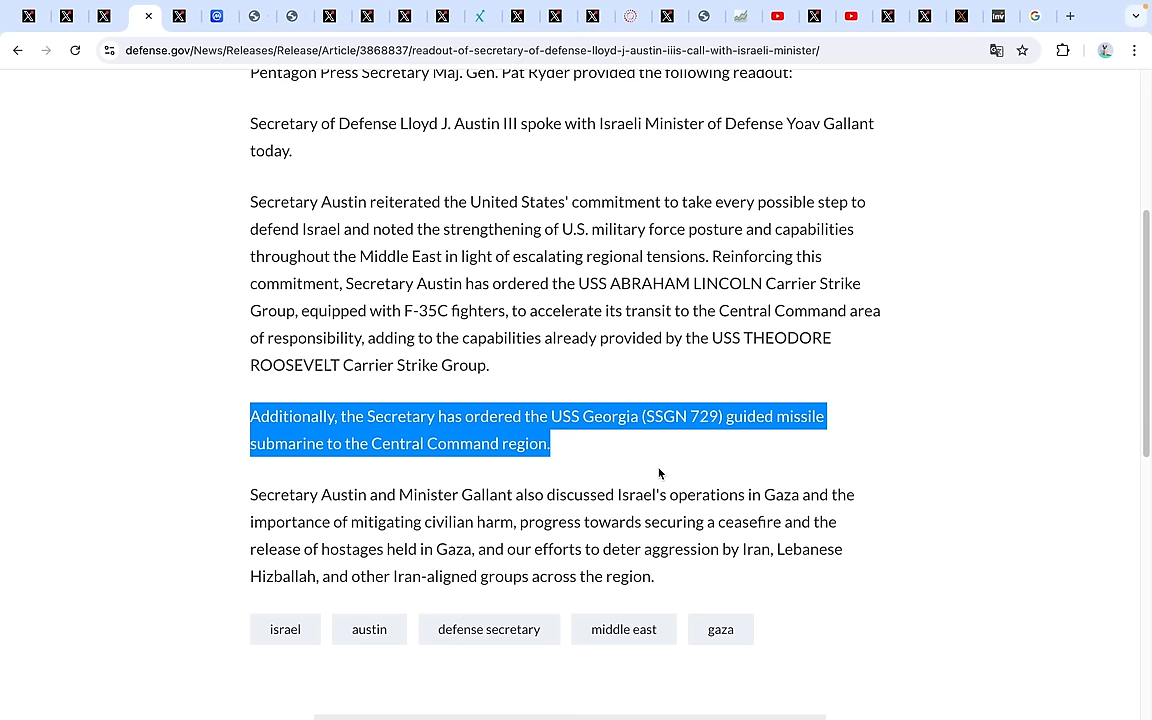 defense.gov/News/Releases/Release/Article/3868837/readout-of-secretary-of-defense-lloyd-j-austin-iiis-call-with-israeli-minister/
Pentagon Press Secretary Maj. Gen. Pat Ryder provided the following readout:
Secretary of Defense Lloyd J. Austin III spoke with Israeli Minister of Defense Yoav Gallant
today.
Secretary Austin reiterated the United States' commitment to take every possible step to
defend Israel and noted the strengthening of U.S. military force posture and capabilities
throughout the Middle East in light of escalating regional tensions. Reinforcing this
commitment, Secretary Austin has ordered the USS ABRAHAM LINCOLN Carrier Strike
Group, equipped with F-35C fighters, to accelerate its transit to the Central Command area
of responsibility, adding to the capabilities already provided by the USS THEODORE
ROOSEVELT Carrier Strike Group.
Additionally, the Secretary has ordered the USS Georgia (SSGN 729) guided missile
submarine to the Central Command region.
Secretary Austin and Minister Gallant also discussed Israel's operations in Gaza and the
importance of mitigating civilian harm, progress towards securing a ceasefire and the
release of hostages held in Gaza, and our efforts to deter aggression by Iran, Lebanese
Hizballah, and other Iran-aligned groups across the region.
israel austin defense secretary middle east gaza